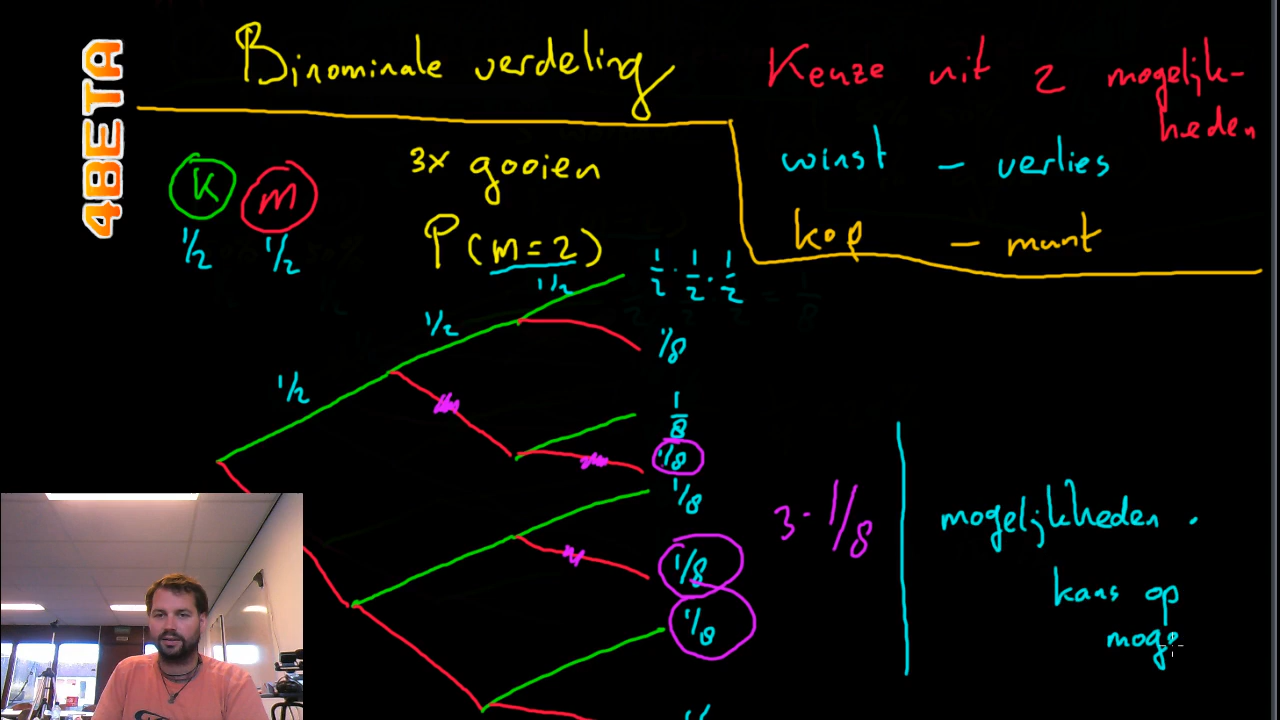 4BETA
Binominale verdeling
Keuze uit 2 mogelijk-
heden
winst – verlies
kop – munt
K M
1/2 1/2
3x gooien
P(m=2)
1/2
1/2
1/2
1/2 · 1/2 · 1/2
1/8
1/8
1/8
1/8
1/8
1/8
3 · 1/8
mogelijkheden ·
kans op
moge